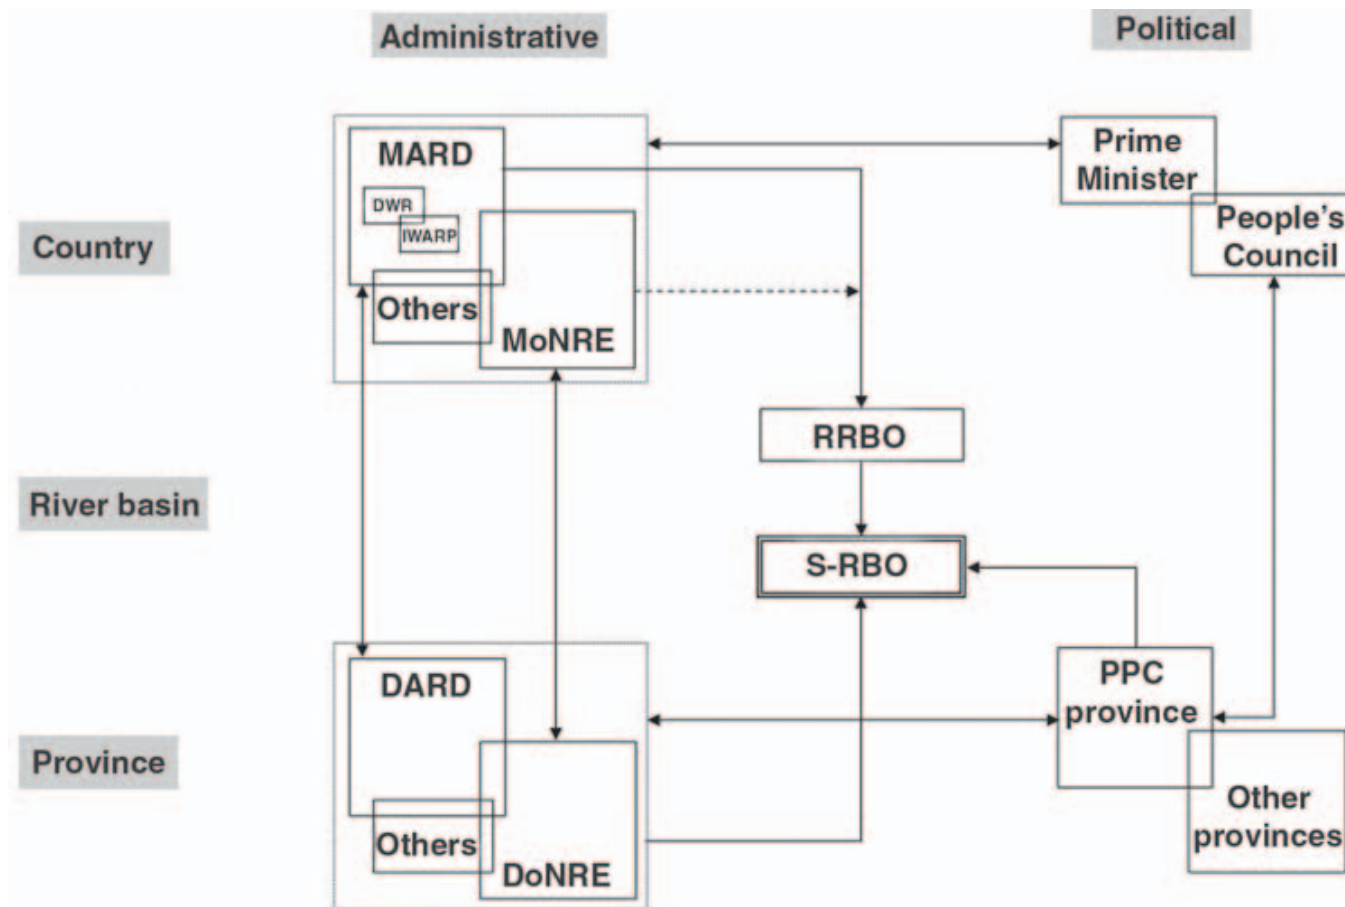 Administrative
Political
MARD
DWR
IWARP
Others
MoNRE
Prime
Minister
People's
Council
Country
RRBO
River basin
S-RBO
DARD
Others
DoNRE
PPC
province
Province
Other
provinces